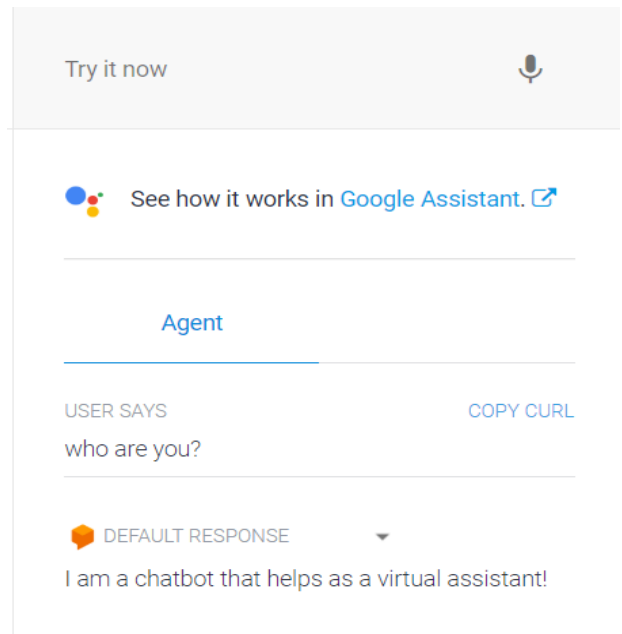 Try it now
See how it works in Google Assistant.
Agent
USER SAYS COPY CURL
who are you?
DEFAULT RESPONSE
I am a chatbot that helps as a virtual assistant!